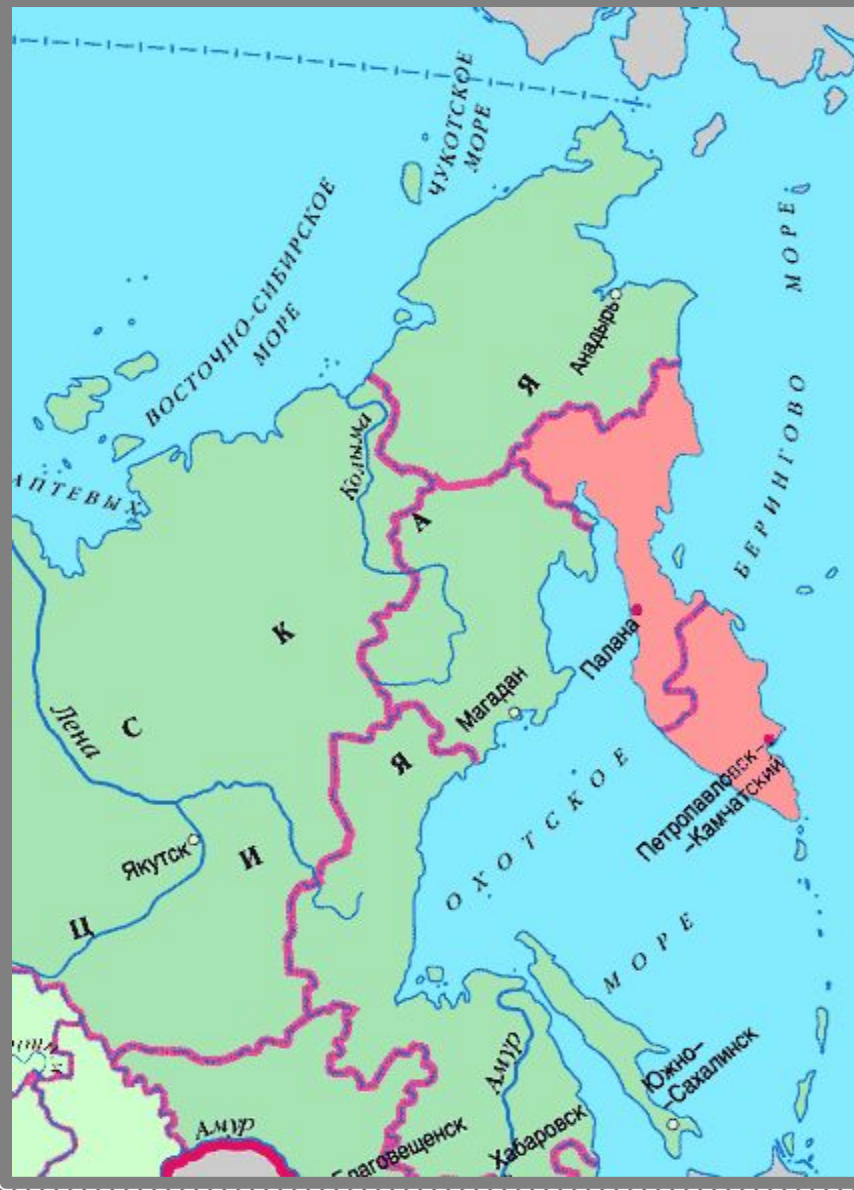 ЧУКОТСКОЕ
МОРЕ
ВОСТОЧНО-СИБИРСКОЕ
МОРЕ
БЕРИНГОВО
МОРЕ
Анадырь
Я
Колыма
АПТЕВЫХ
А
К
С
Лена
Палана
Магадан
Я
Петропавловск–
–Камчатский
ОХОТСКОЕ
МОРЕ
Якутск
И
Ц
Амур
Южно–
–Сахалинск
Амур
Благовещенск
Хабаровск